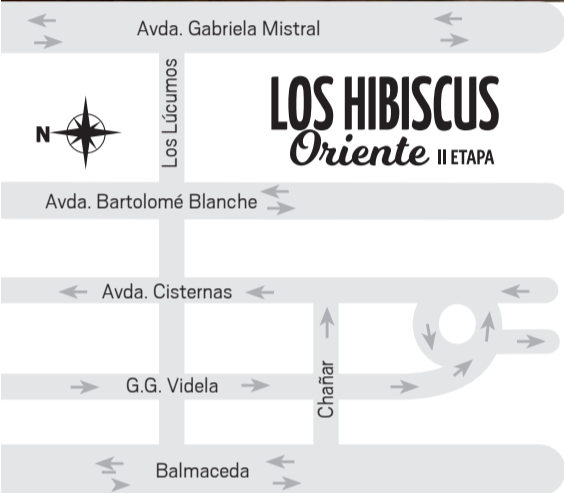 Avda. Gabriela Mistral
Los Lúcumos
LOS HIBISCUS
Oriente II ETAPA
N
Avda. Bartolomé Blanche
Avda. Cisternas
Chañar
G.G. Videla
Balmaceda